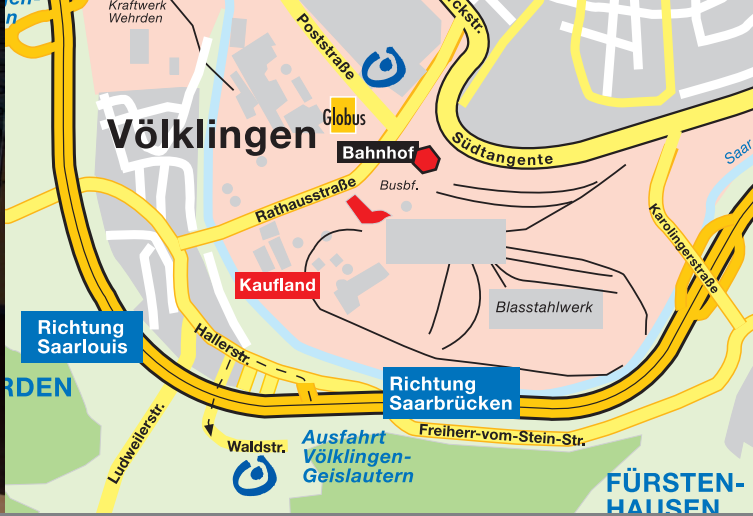 Kraftwerk
Wehrden
n
Poststraße
ckstr.
Globus
Völklingen
Bahnhof
Südtangente
Saar
Busbf.
Rathausstraße
Karolingerstraße
Kaufland
Blasstahlwerk
Richtung
Saarlouis
Hallerstr.
RDEN
Richtung
Saarbrücken
Ludweilerstr.
Waldstr.
Ausfahrt
Völklingen-
Geislautern
Freiherr-vom-Stein-Str.
FÜRSTEN-
HAUSEN